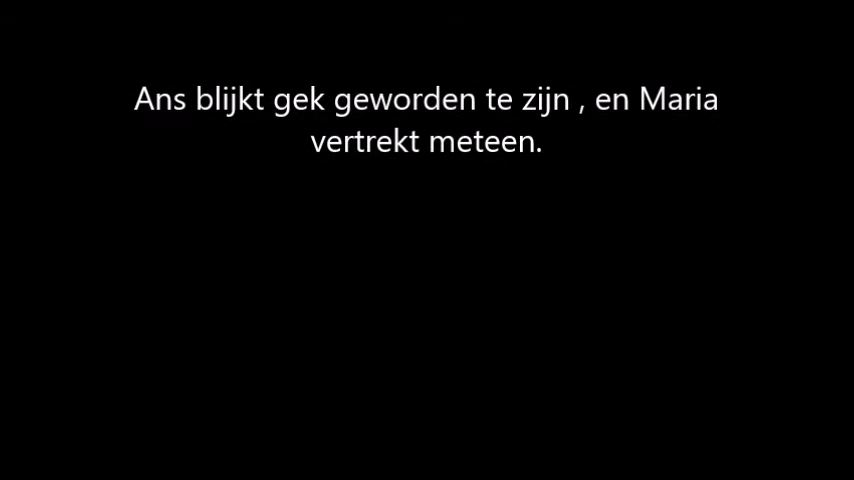 Ans blijkt gek geworden te zijn , en Maria
vertrekt meteen.